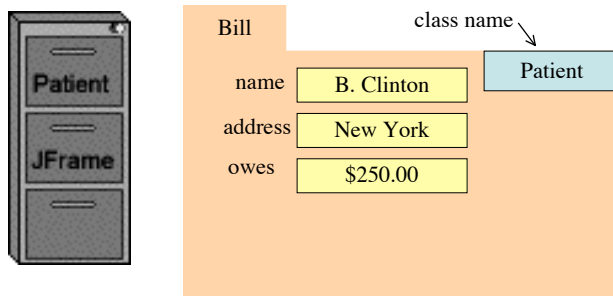 Patient
JFrame
Bill
class name
Patient
name
B. Clinton
address
New York
owes
$250.00